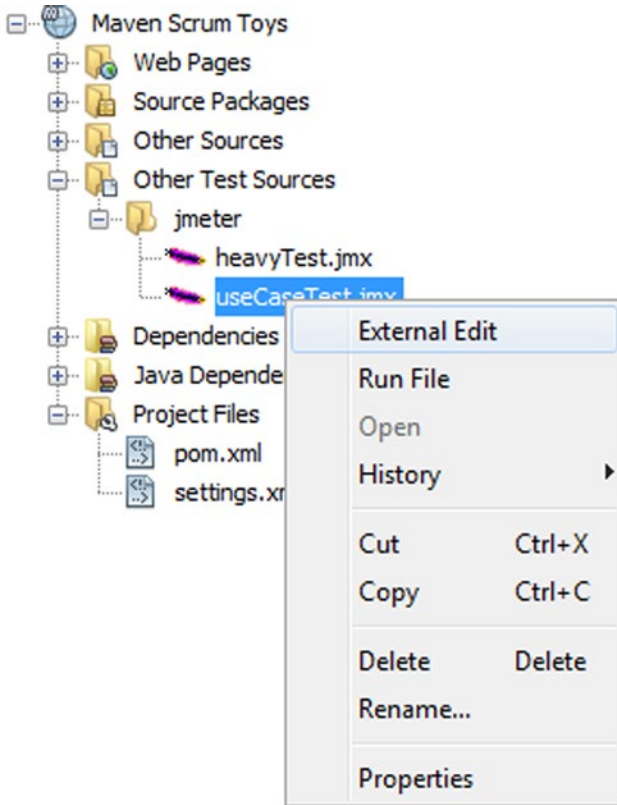 Maven Scrum Toys
Web Pages
Source Packages
Other Sources
Other Test Sources
jmeter
heavyTest.jmx
useCaseTest.jmx
Dependencies
Java Depende
Project Files
pom.xml
settings.xm
External Edit
Run File
Open
History
Cut Ctrl+X
Copy Ctrl+C
Delete Delete
Rename...
Properties